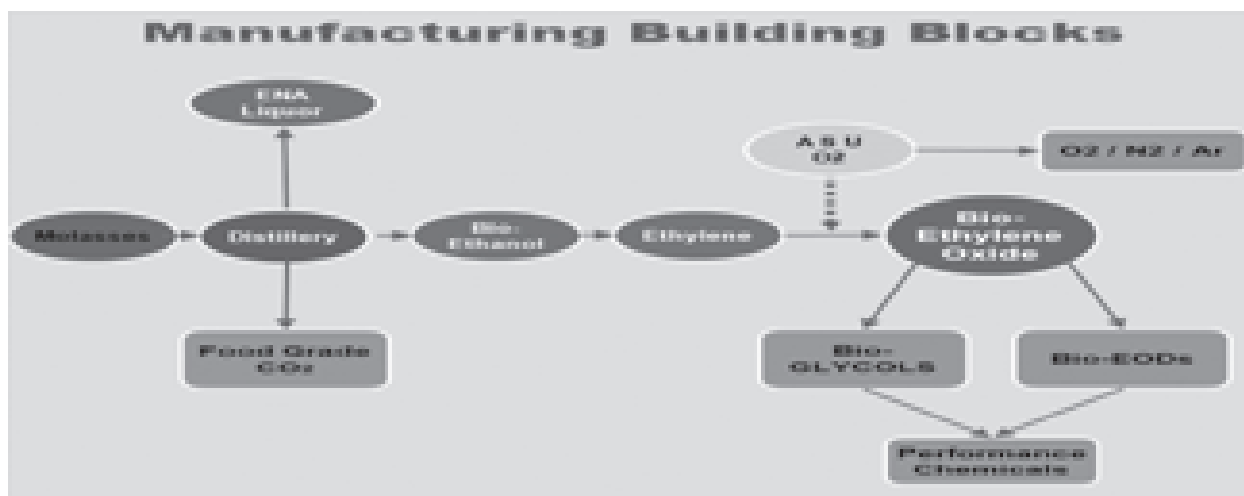 Manufacturing Building Blocks
ENA
Liquor
A S U
O2
O2 / N2 / Ar
Molasses
Distillery
Bio-
Ethanol
Ethylene
Bio-
Ethylene
Oxide
Food Grade
CO₂
Bio-
GLYCOLS
Bio-EODs
Performance
Chemicals